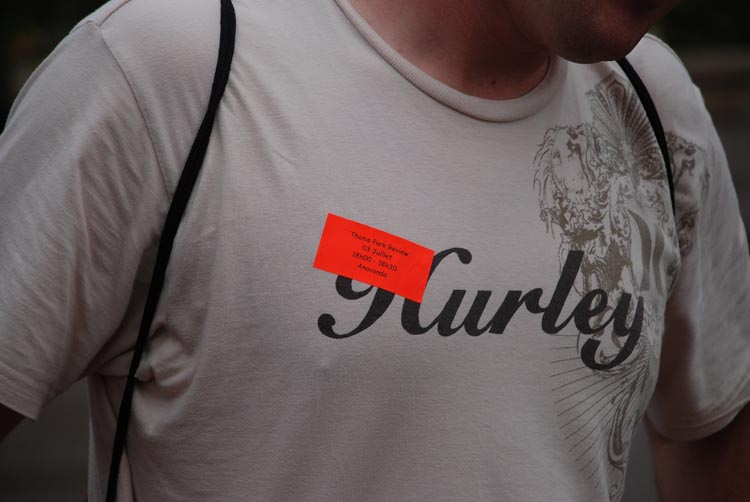 Theme Park Review
03 Juillet
18h00 - 18h30
Anaconda
Hurley